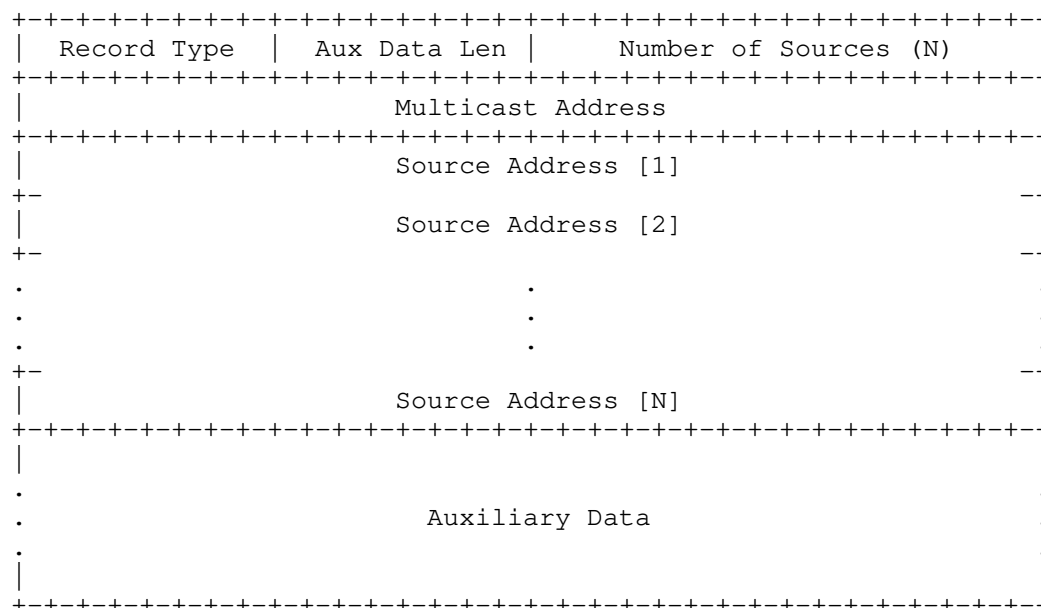 +-+-+-+-+-+-+-+-+-+-+-+-+-+-+-+-+-+-+-+-+-+-+-+-+-+-+-+-+-+-+-+-+-
|  Record Type  |  Aux Data Len |     Number of Sources (N)
+-+-+-+-+-+-+-+-+-+-+-+-+-+-+-+-+-+-+-+-+-+-+-+-+-+-+-+-+-+-+-+-+-
|                       Multicast Address
+-+-+-+-+-+-+-+-+-+-+-+-+-+-+-+-+-+-+-+-+-+-+-+-+-+-+-+-+-+-+-+-+-
|                       Source Address [1]
+-                                                              --
|                       Source Address [2]
+-                                                              --
.                                .                               .
.                                .                               .
.                                .                               .
+-                                                              --
|                       Source Address [N]
+-+-+-+-+-+-+-+-+-+-+-+-+-+-+-+-+-+-+-+-+-+-+-+-+-+-+-+-+-+-+-+-+-
|
.                                                                .
.                         Auxiliary Data                         .
.                                                                .
|
+-+-+-+-+-+-+-+-+-+-+-+-+-+-+-+-+-+-+-+-+-+-+-+-+-+-+-+-+-+-+-+-+-